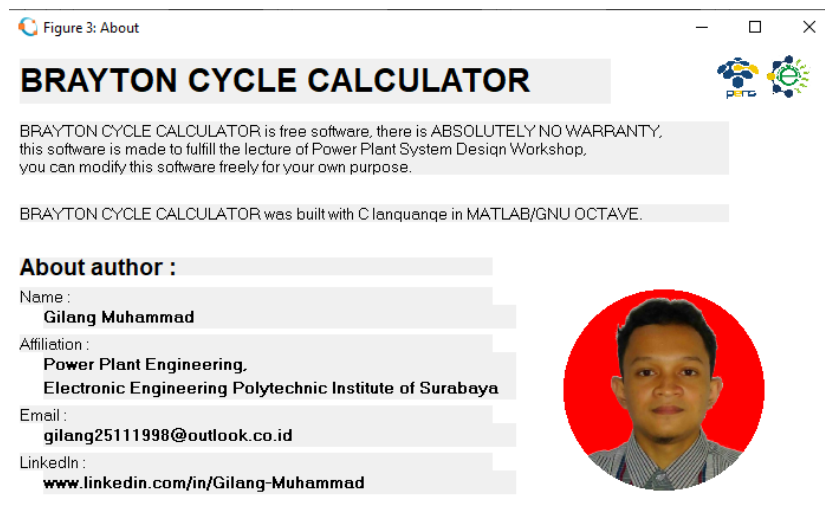 Figure 3: About
BRAYTON CYCLE CALCULATOR
pens
BRAYTON CYCLE CALCULATOR is free software, there is ABSOLUTELY NO WARRANTY,
this software is made to fulfill the lecture of Power Plant System Design Workshop,
you can modify this software freely for your own purpose.
BRAYTON CYCLE CALCULATOR was built with C languange in MATLAB/GNU OCTAVE.
About author :
Name :
Gilang Muhammad
Affiliation :
Power Plant Engineering,
Electronic Engineering Polytechnic Institute of Surabaya
Email :
gilang25111998@outlook.co.id
LinkedIn :
www.linkedin.com/in/Gilang-Muhammad